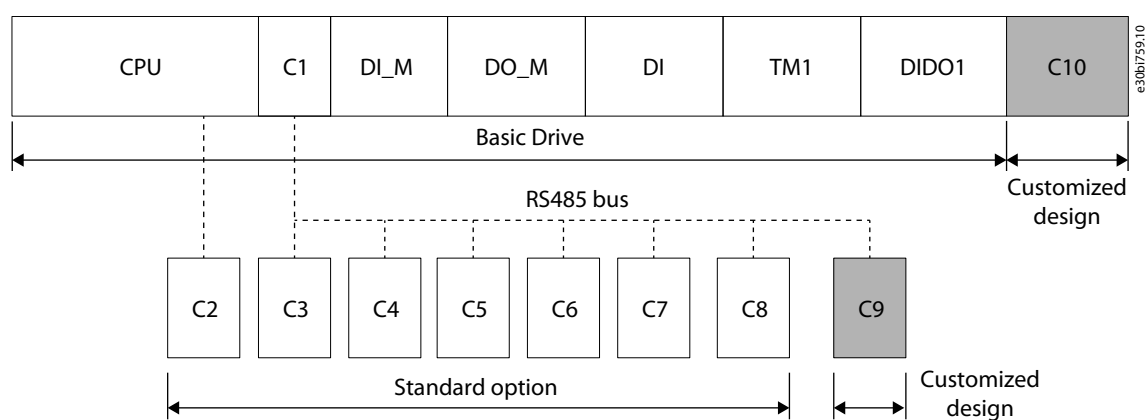 CPU
C1
DI_M
DO_M
DI
TM1
DIDO1
C10
e30bi759.10
Basic Drive
Customized
design
RS485 bus
C2
C3
C4
C5
C6
C7
C8
C9
Standard option
Customized
design